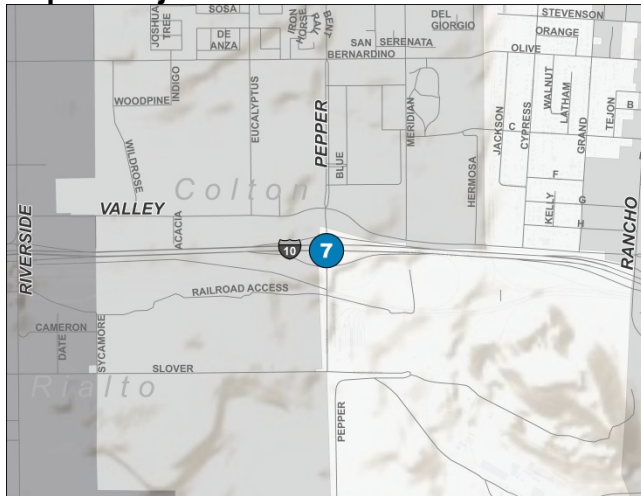 SOSA
JOSHUA
TREE
DE
ANZA
IRON
HORSE
BENT
RAIL
DEL
GIORGIO
SAN
BERNARDINO
SERENATA
STEVENSON
ORANGE
OLIVE
WOODPINE
INDIGO
EUCALYPTUS
PEPPER
MERIDIAN
JACKSON
CYPRESS
WALNUT
LATHAM
GRAND
TEJON
B
C
WILDROSE
BLUE
HERMOSA
F
KELLY
G
H
Colton
VALLEY
ACACIA
RIVERSIDE
10
7
RANCHO
RAILROAD ACCESS
CAMERON
DATE
SYCAMORE
SLOVER
Rialto
PEPPER